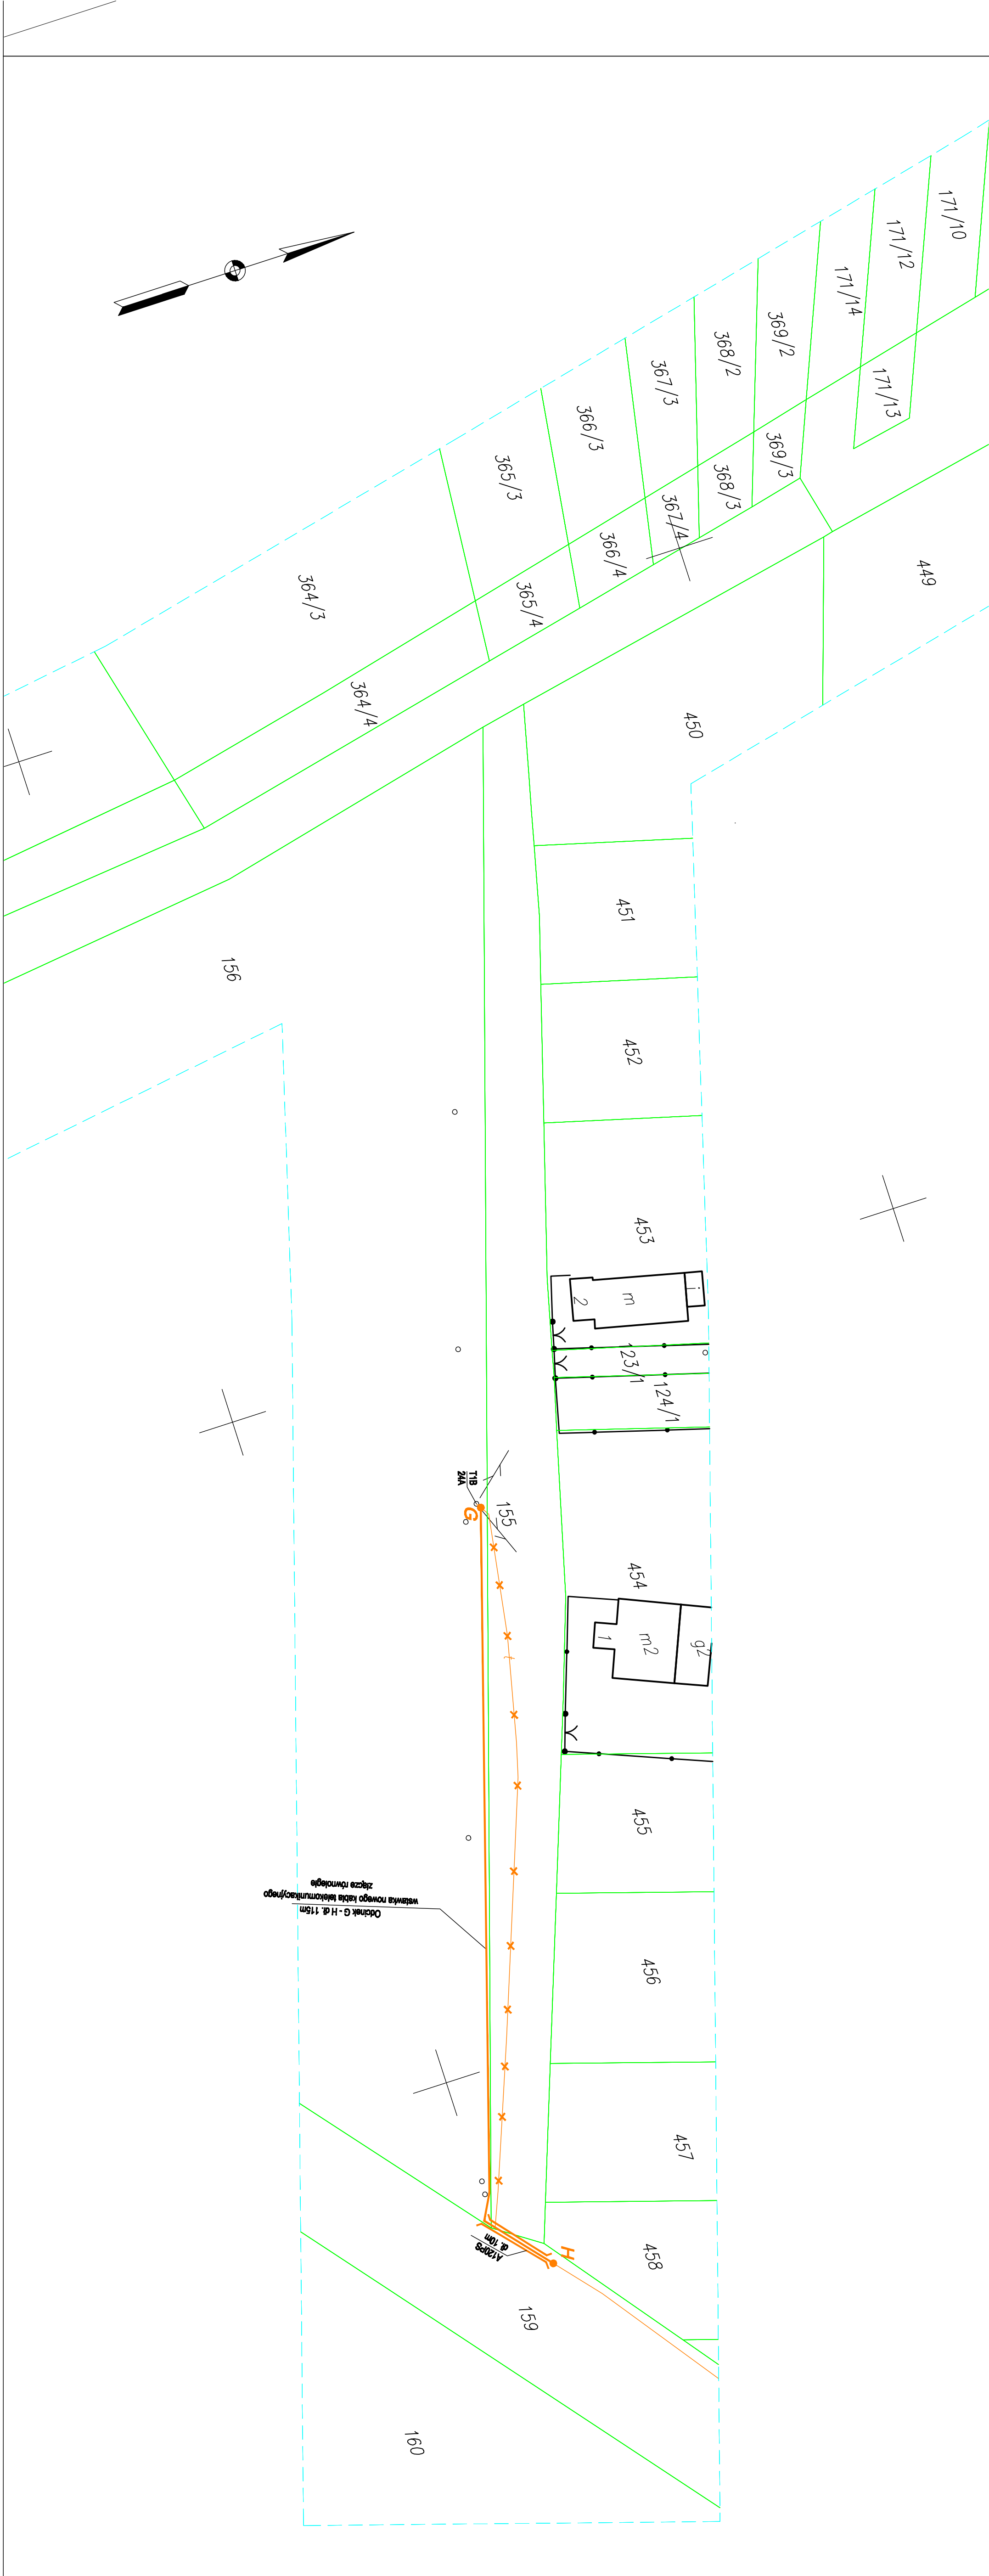 171/10
171/12
171/14
171/13
369/2
369/3
368/2
368/3
367/3
367/4
366/3
366/4
365/3
365/4
364/3
364/4
449
450
451
156
452
453
i
m
2
123/1
124/1
T1B
24A
G
155
454
1
m2
g2
t
455
Odcinek G - H dł. 115m
wstawka nowego kabla telekomunikacyjnego
złącze równoległe
456
457
458
H
A120PS
dł. 10m
159
160